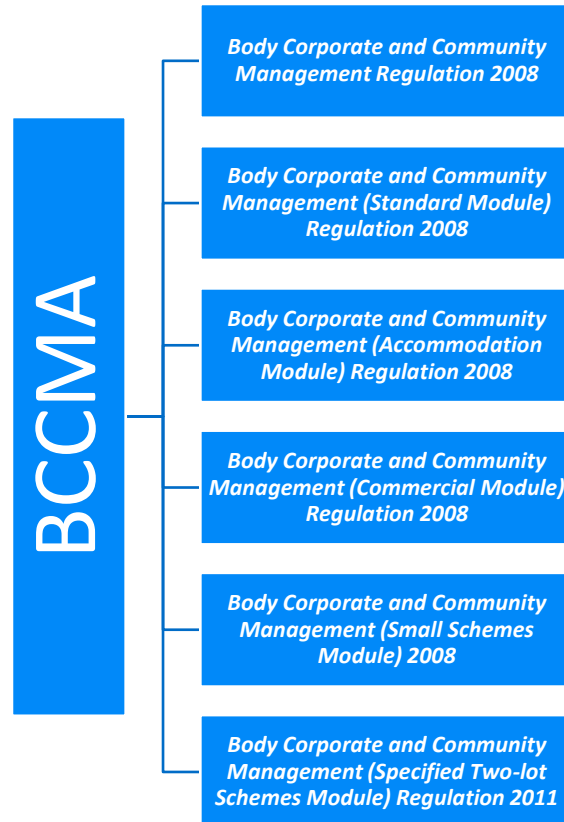 BCCMA
Body Corporate and Community
Management Regulation 2008
Body Corporate and Community
Management (Standard Module)
Regulation 2008
Body Corporate and Community
Management (Accommodation
Module) Regulation 2008
Body Corporate and Community
Management (Commercial Module)
Regulation 2008
Body Corporate and Community
Management (Small Schemes
Module) 2008
Body Corporate and Community
Management (Specified Two-lot
Schemes Module) Regulation 2011